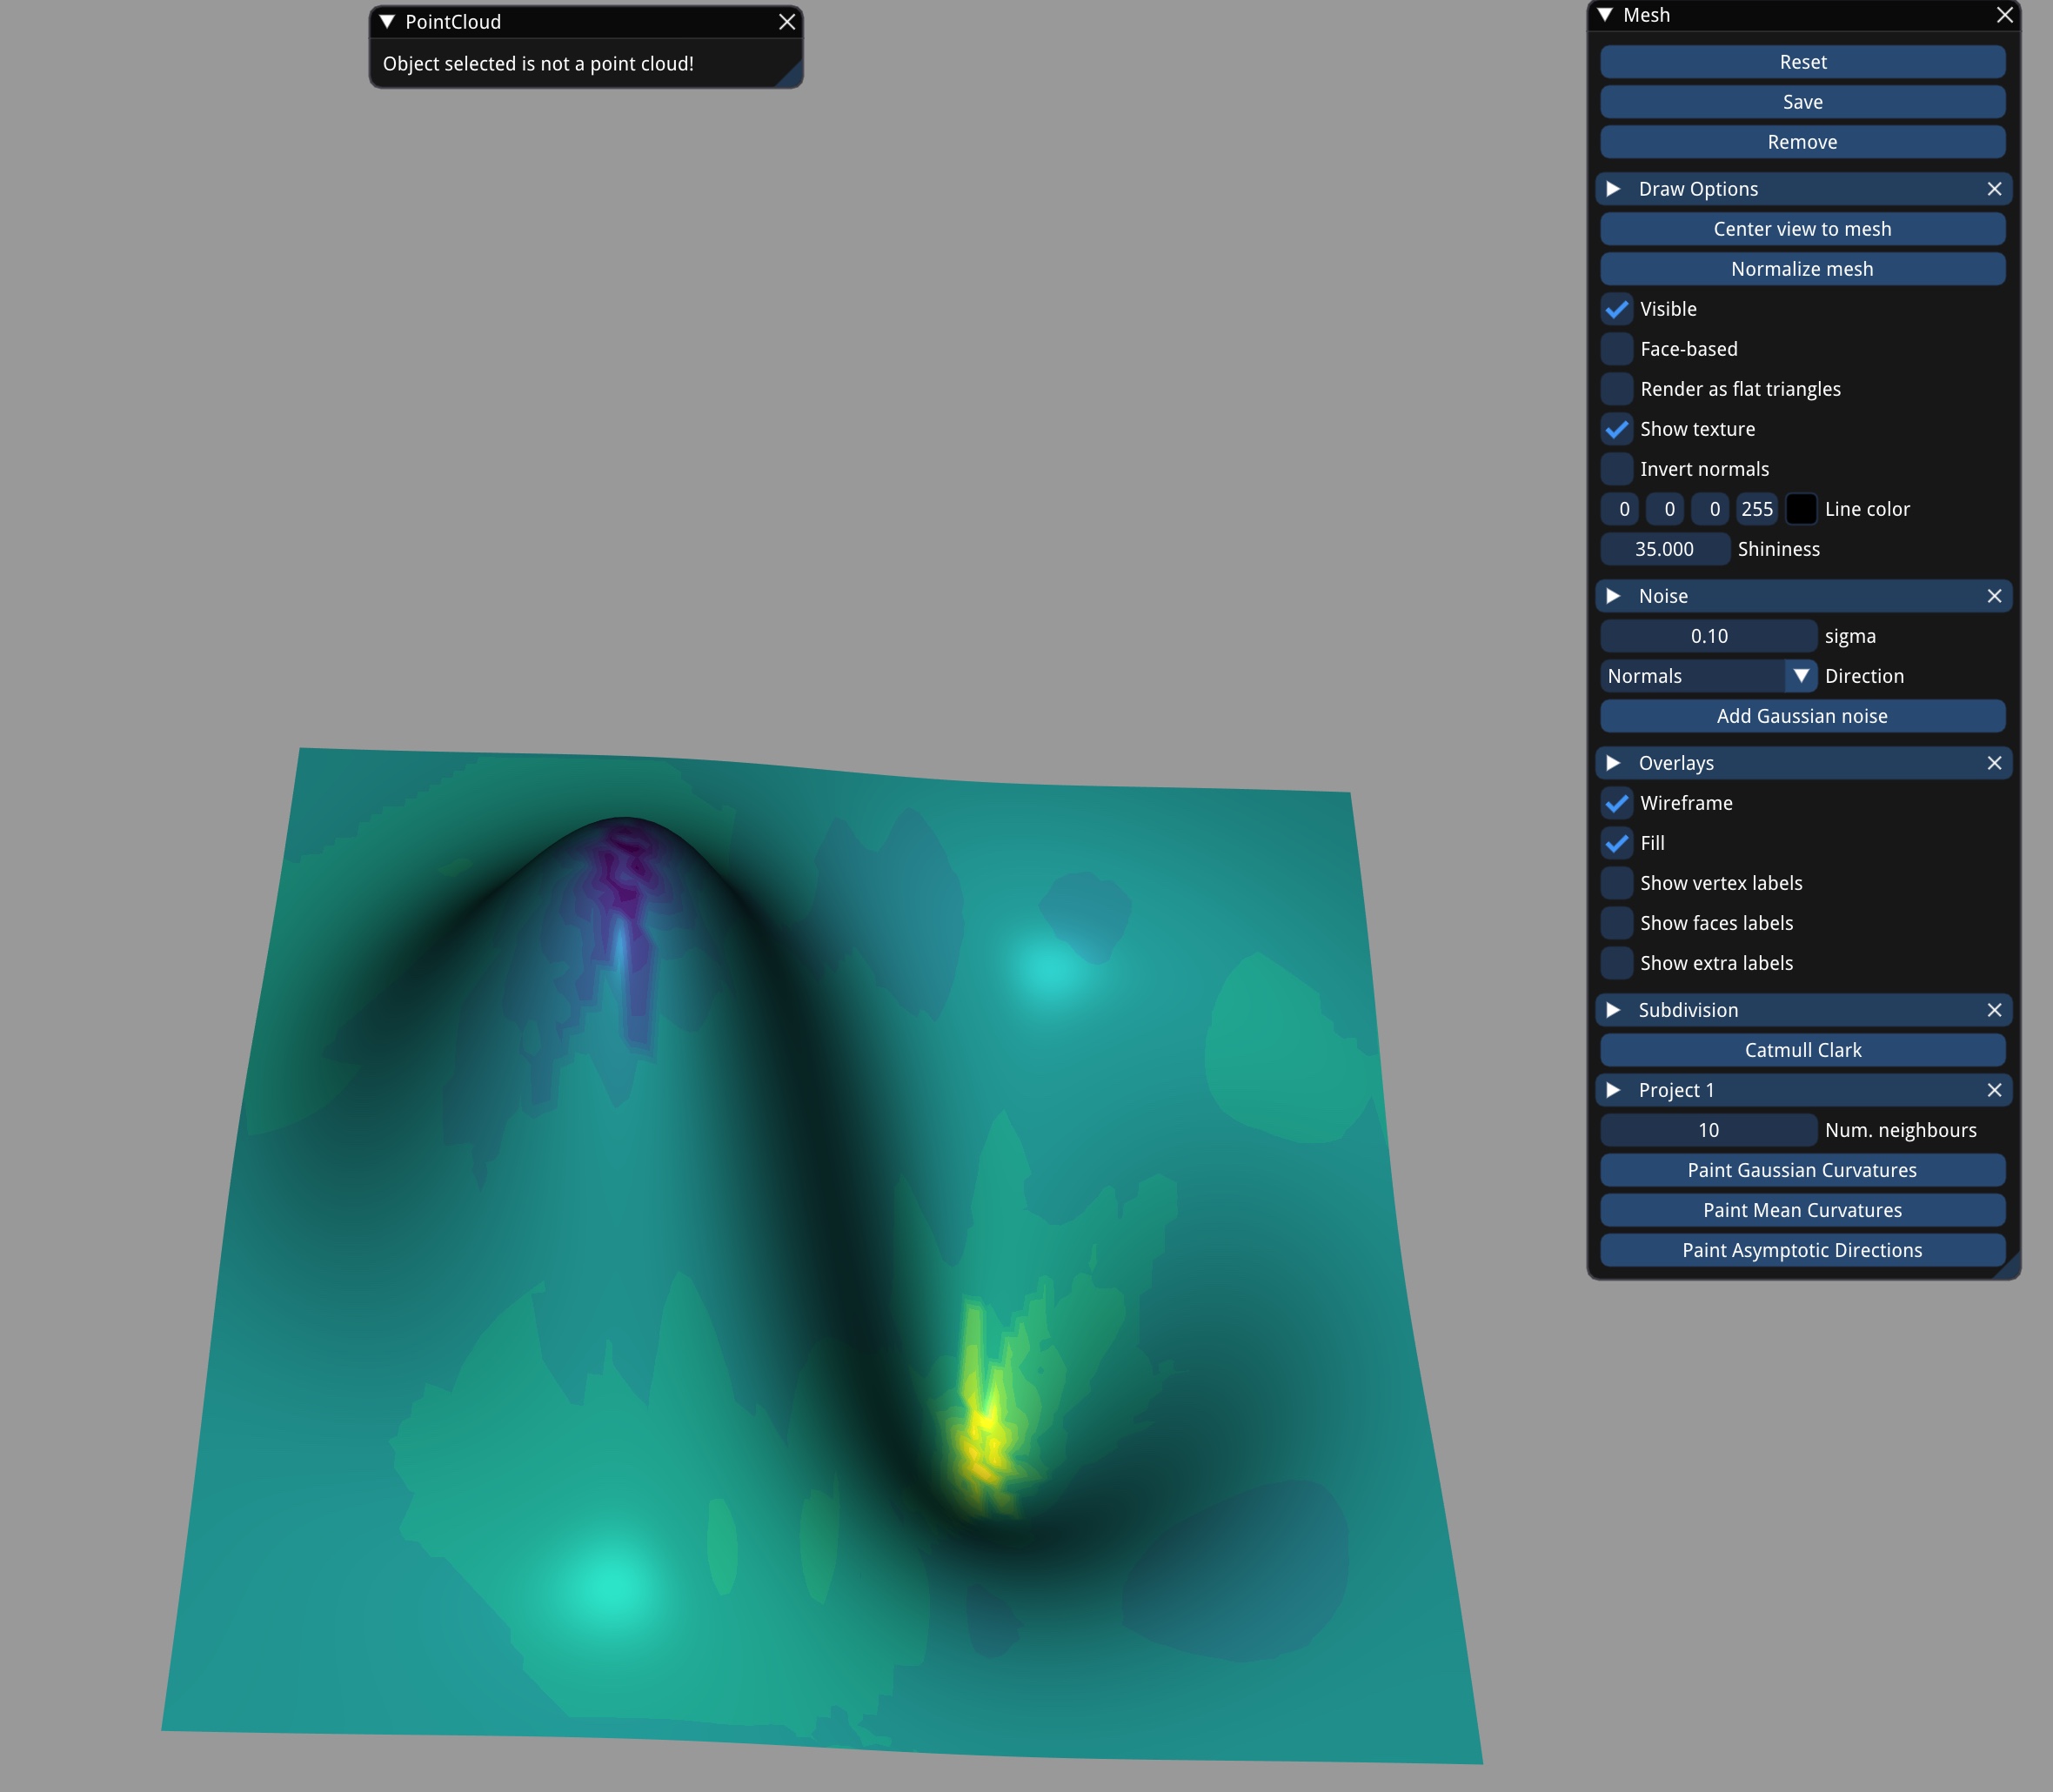 PointCloud
Object selected is not a point cloud!
Mesh
Reset
Save
Remove
Draw Options
Center view to mesh
Normalize mesh
Visible
Face-based
Render as flat triangles
Show texture
Invert normals
0 0 0 255 Line color
35.000 Shininess
Noise
0.10 sigma
Normals Direction
Add Gaussian noise
Overlays
Wireframe
Fill
Show vertex labels
Show faces labels
Show extra labels
Subdivision
Catmull Clark
Project 1
10 Num. neighbours
Paint Gaussian Curvatures
Paint Mean Curvatures
Paint Asymptotic Directions